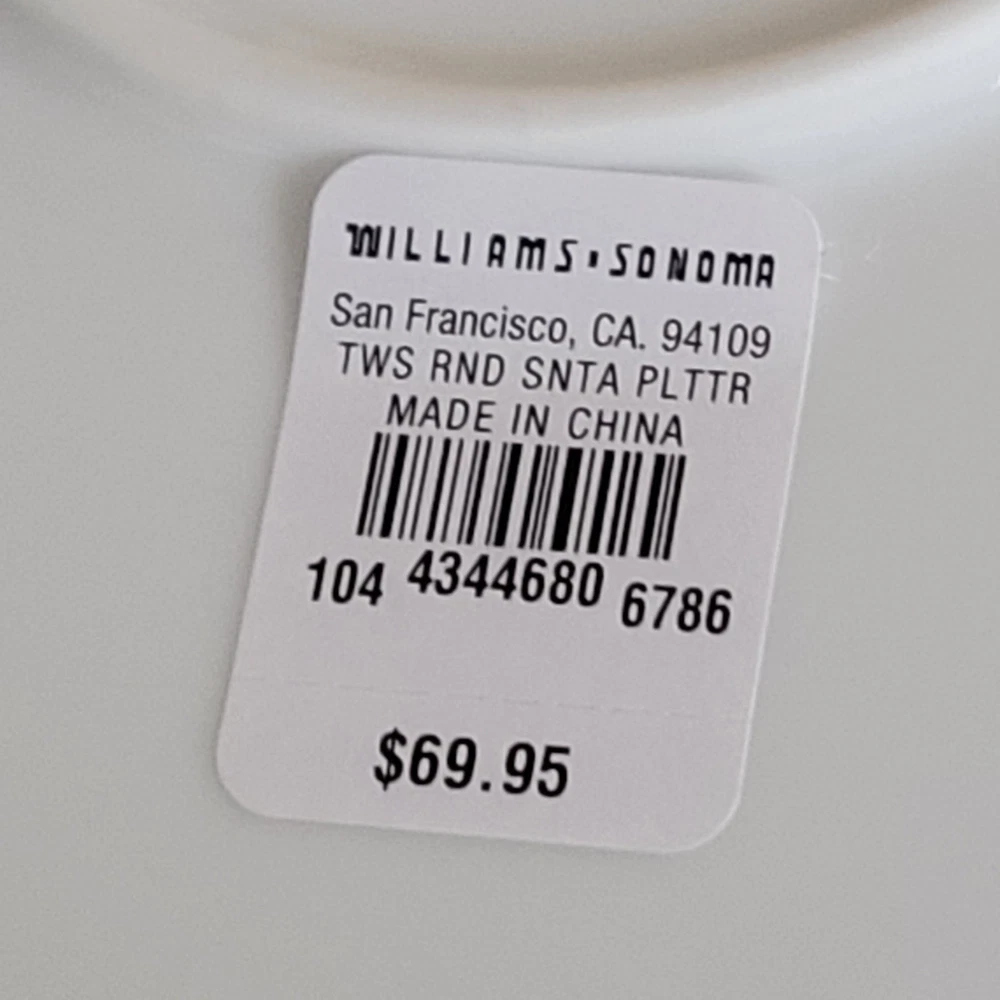 WILLIAMS·SONOMA
San Francisco, CA. 94109
TWS RND SNTA PLTTR
MADE IN CHINA
104 4344680 6786
$69.95